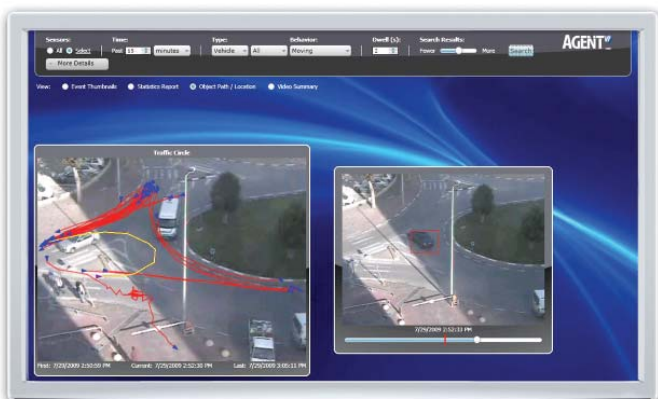 Sensors: Time: Type: Behavior: Dwell (s): Search Results:
All Select Past 15 minutes Vehicle All Moving 2 Fewer More Search
More Details
AGENT
View: Event Thumbnails Statistics Report Object Path / Location Video Summary
Traffic Circle
7/29/2009 2:52:33 PM
First: 7/29/2009 2:50:59 PM Current: 7/29/2009 2:52:38 PM Last: 7/29/2009 3:05:11 PM